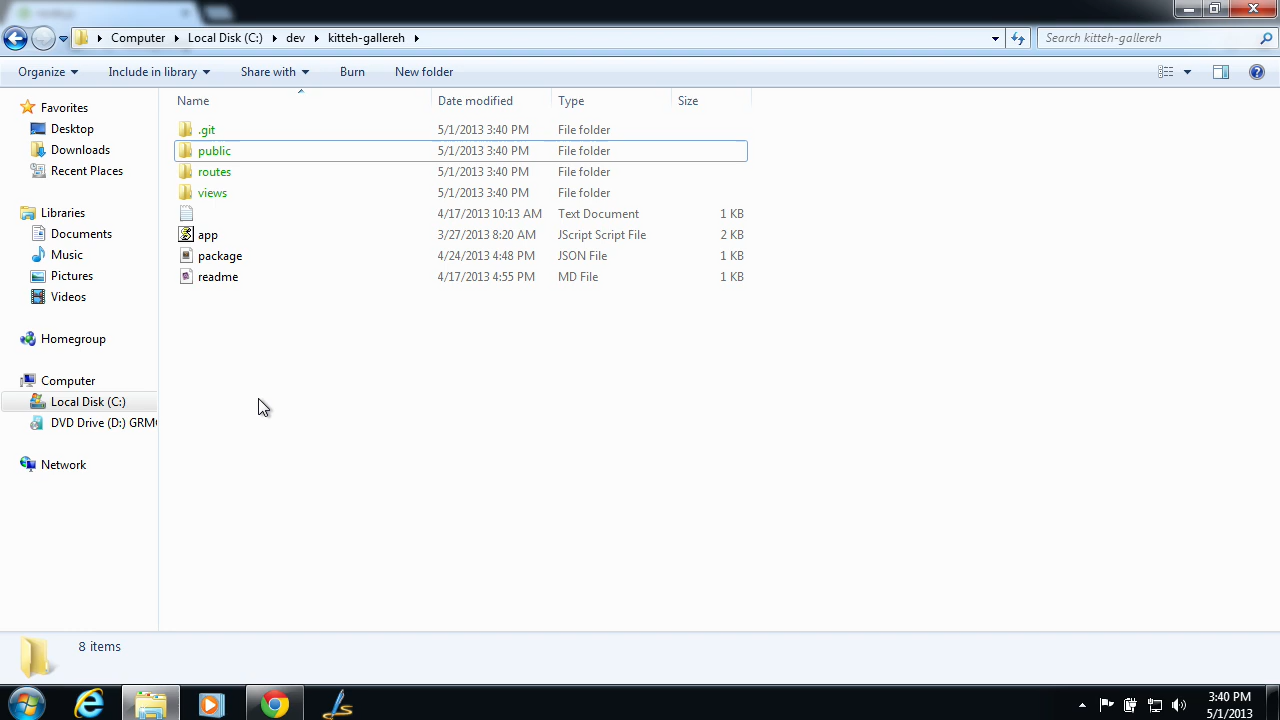 Computer Local Disk (C:) dev kitteh-gallereh Search kitteh-gallereh
Organize Include in library Share with Burn New folder
Name Date modified Type Size
Favorites
Desktop
Downloads
Recent Places
Libraries
Documents
Music
Pictures
Videos
Homegroup
Computer
Local Disk (C:)
DVD Drive (D:) GRM
Network
.git 5/1/2013 3:40 PM File folder
public 5/1/2013 3:40 PM File folder
routes 5/1/2013 3:40 PM File folder
views 5/1/2013 3:40 PM File folder
4/17/2013 10:13 AM Text Document 1 KB
app 3/27/2013 8:20 AM JScript Script File 2 KB
package 4/24/2013 4:48 PM JSON File 1 KB
readme 4/17/2013 4:55 PM MD File 1 KB
8 items
3:40 PM
5/1/2013